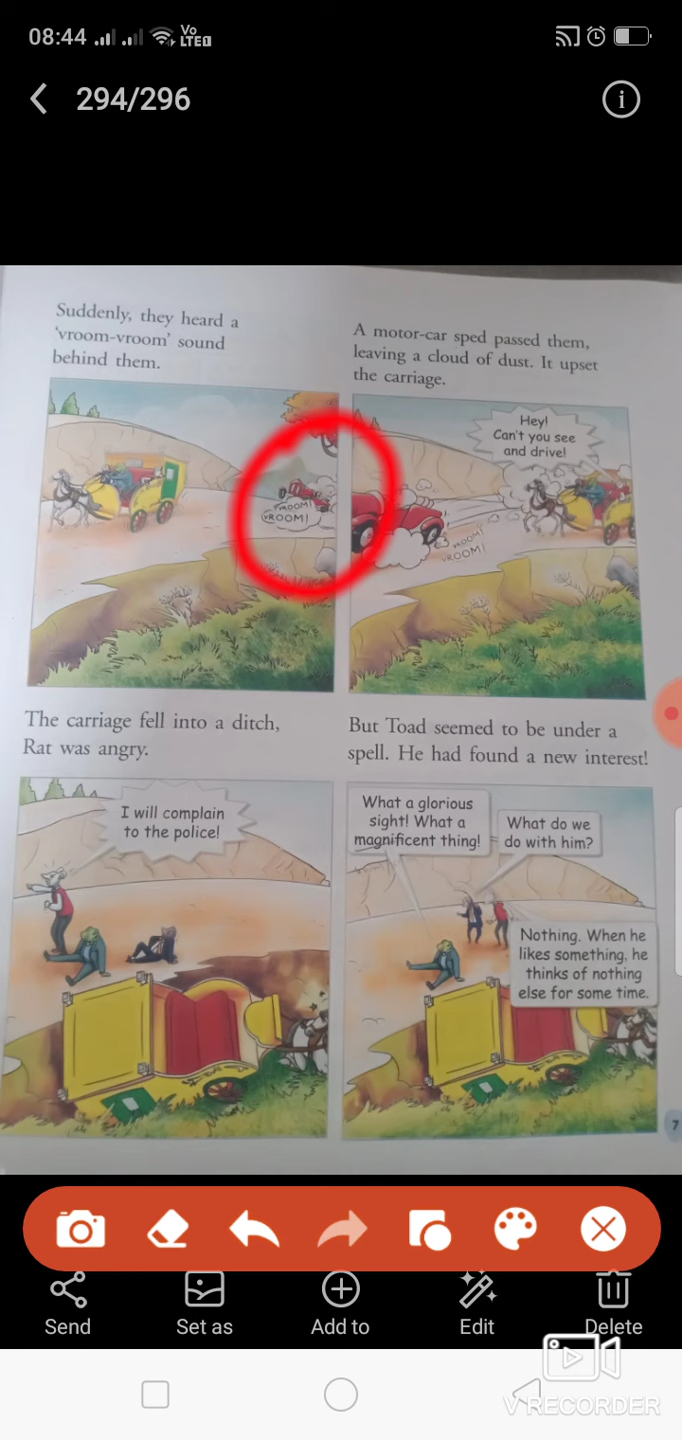 08:44
Vo
LTE1
294/296
Suddenly, they heard a
'vroom-vroom' sound
behind them.
A motor-car sped passed them,
leaving a cloud of dust. It upset
the carriage.
VROOM!
VROOM!
Hey!
Can't you see
and drive!
VROOM!
VROOM!
The carriage fell into a ditch,
Rat was angry.
But Toad seemed to be under a
spell. He had found a new interest!
I will complain
to the police!
What a glorious
sight! What a
magnificent thing!
What do we
do with him?
Nothing. When he
likes something, he
thinks of nothing
else for some time.
7
Send
Set as
Add to
Edit
Delete
V RECORDER